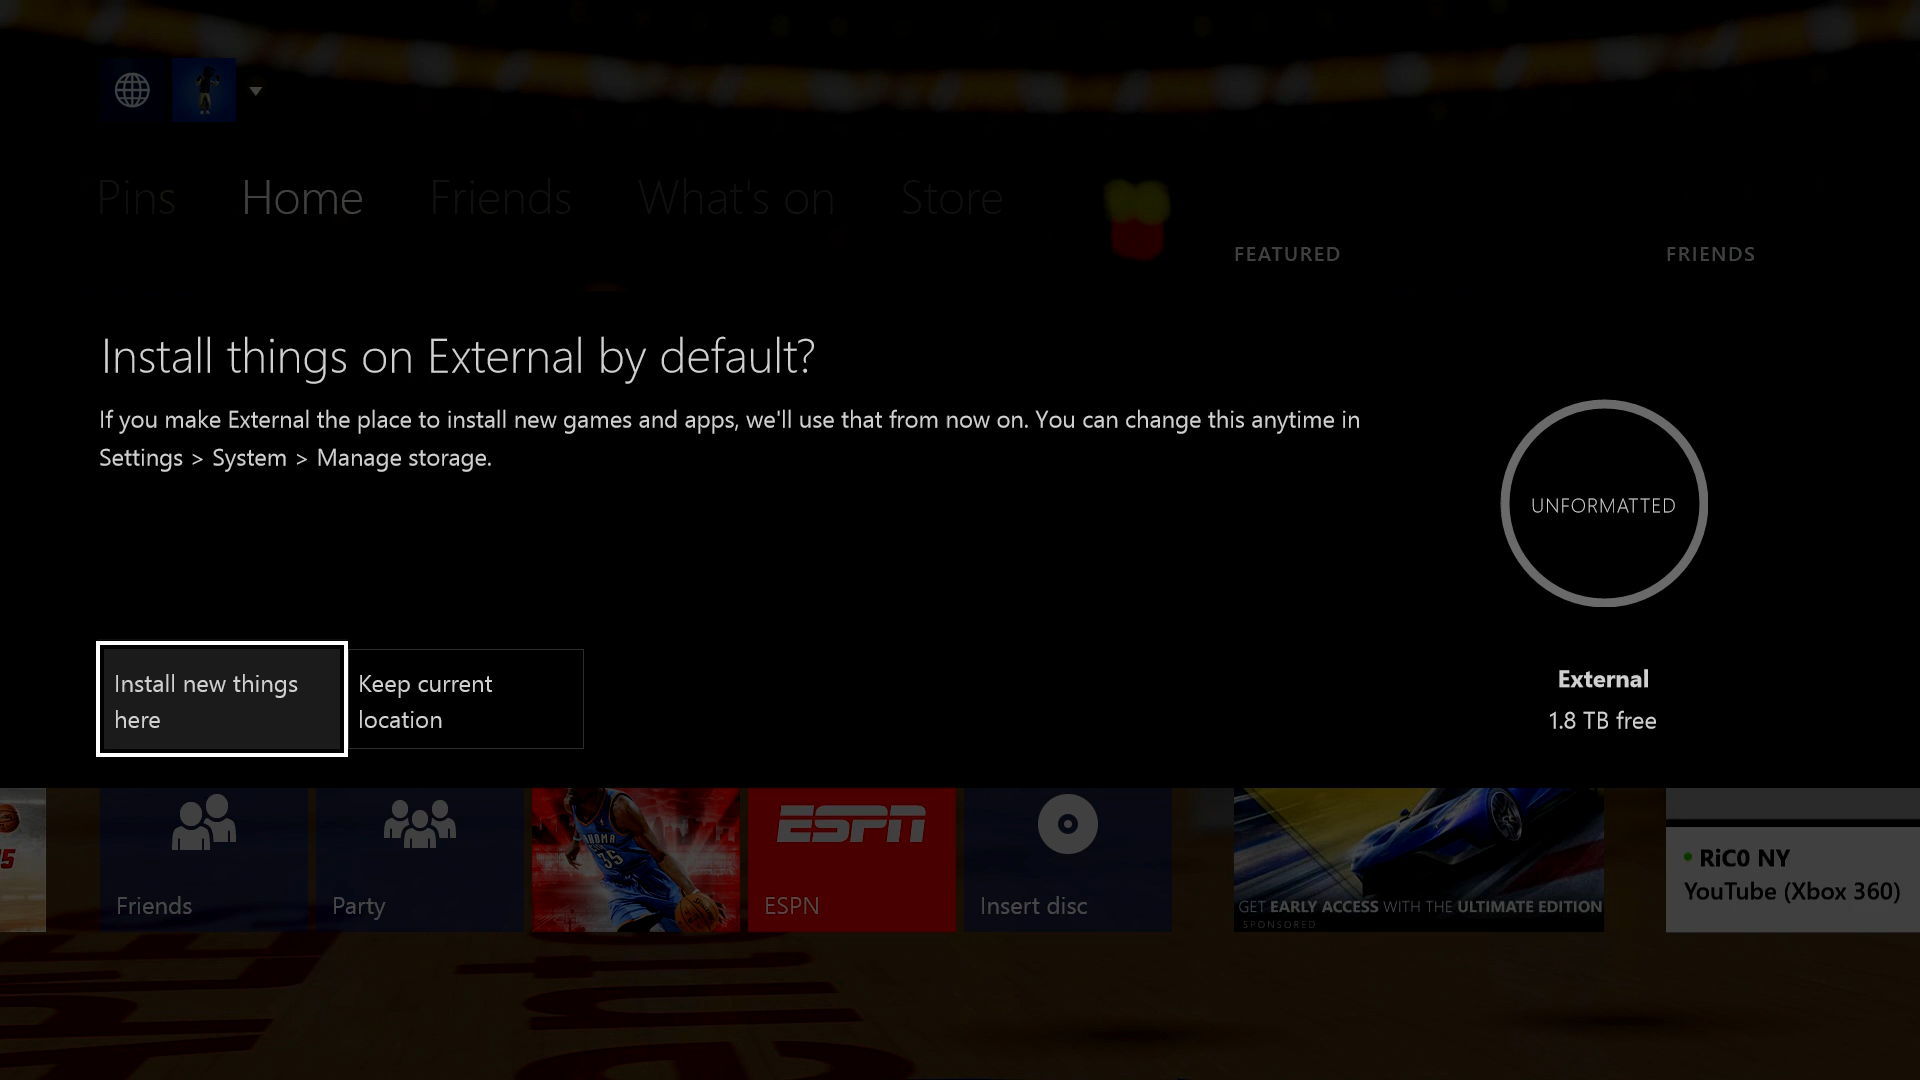 Pins Home Friends What's on Store
FEATURED
FRIENDS
Install things on External by default?
If you make External the place to install new games and apps, we'll use that from now on. You can change this anytime in
Settings > System > Manage storage.
UNFORMATTED
Install new things
here
Keep current
location
External
1.8 TB free
Friends
Party
35
ESPN
ESPN
Insert disc
GET EARLY ACCESS WITH THE ULTIMATE EDITION
SPONSORED
RiC0 NY
YouTube (Xbox 360)